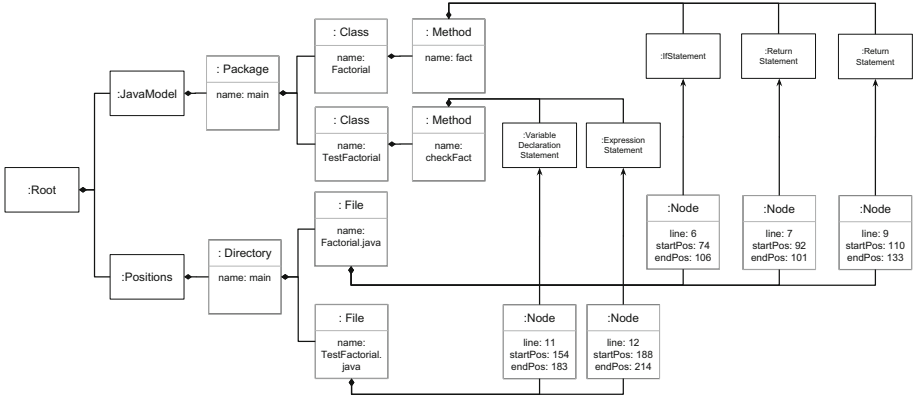 :Root
:JavaModel
: Package
name: main
: Class
name:
Factorial
: Method
name: fact
: Class
name:
TestFactorial
: Method
name:
checkFact
:IfStatement
:Return
Statement
:Return
Statement
:Variable
Declaration
Statement
:Expression
Statement
:Positions
: Directory
name: main
: File
name:
Factorial.java
: File
name:
TestFactorial.
java
:Node
line: 6
startPos: 74
endPos: 106
:Node
line: 7
startPos: 92
endPos: 101
:Node
line: 9
startPos: 110
endPos: 133
:Node
line: 11
startPos: 154
endPos: 183
:Node
line: 12
startPos: 188
endPos: 214